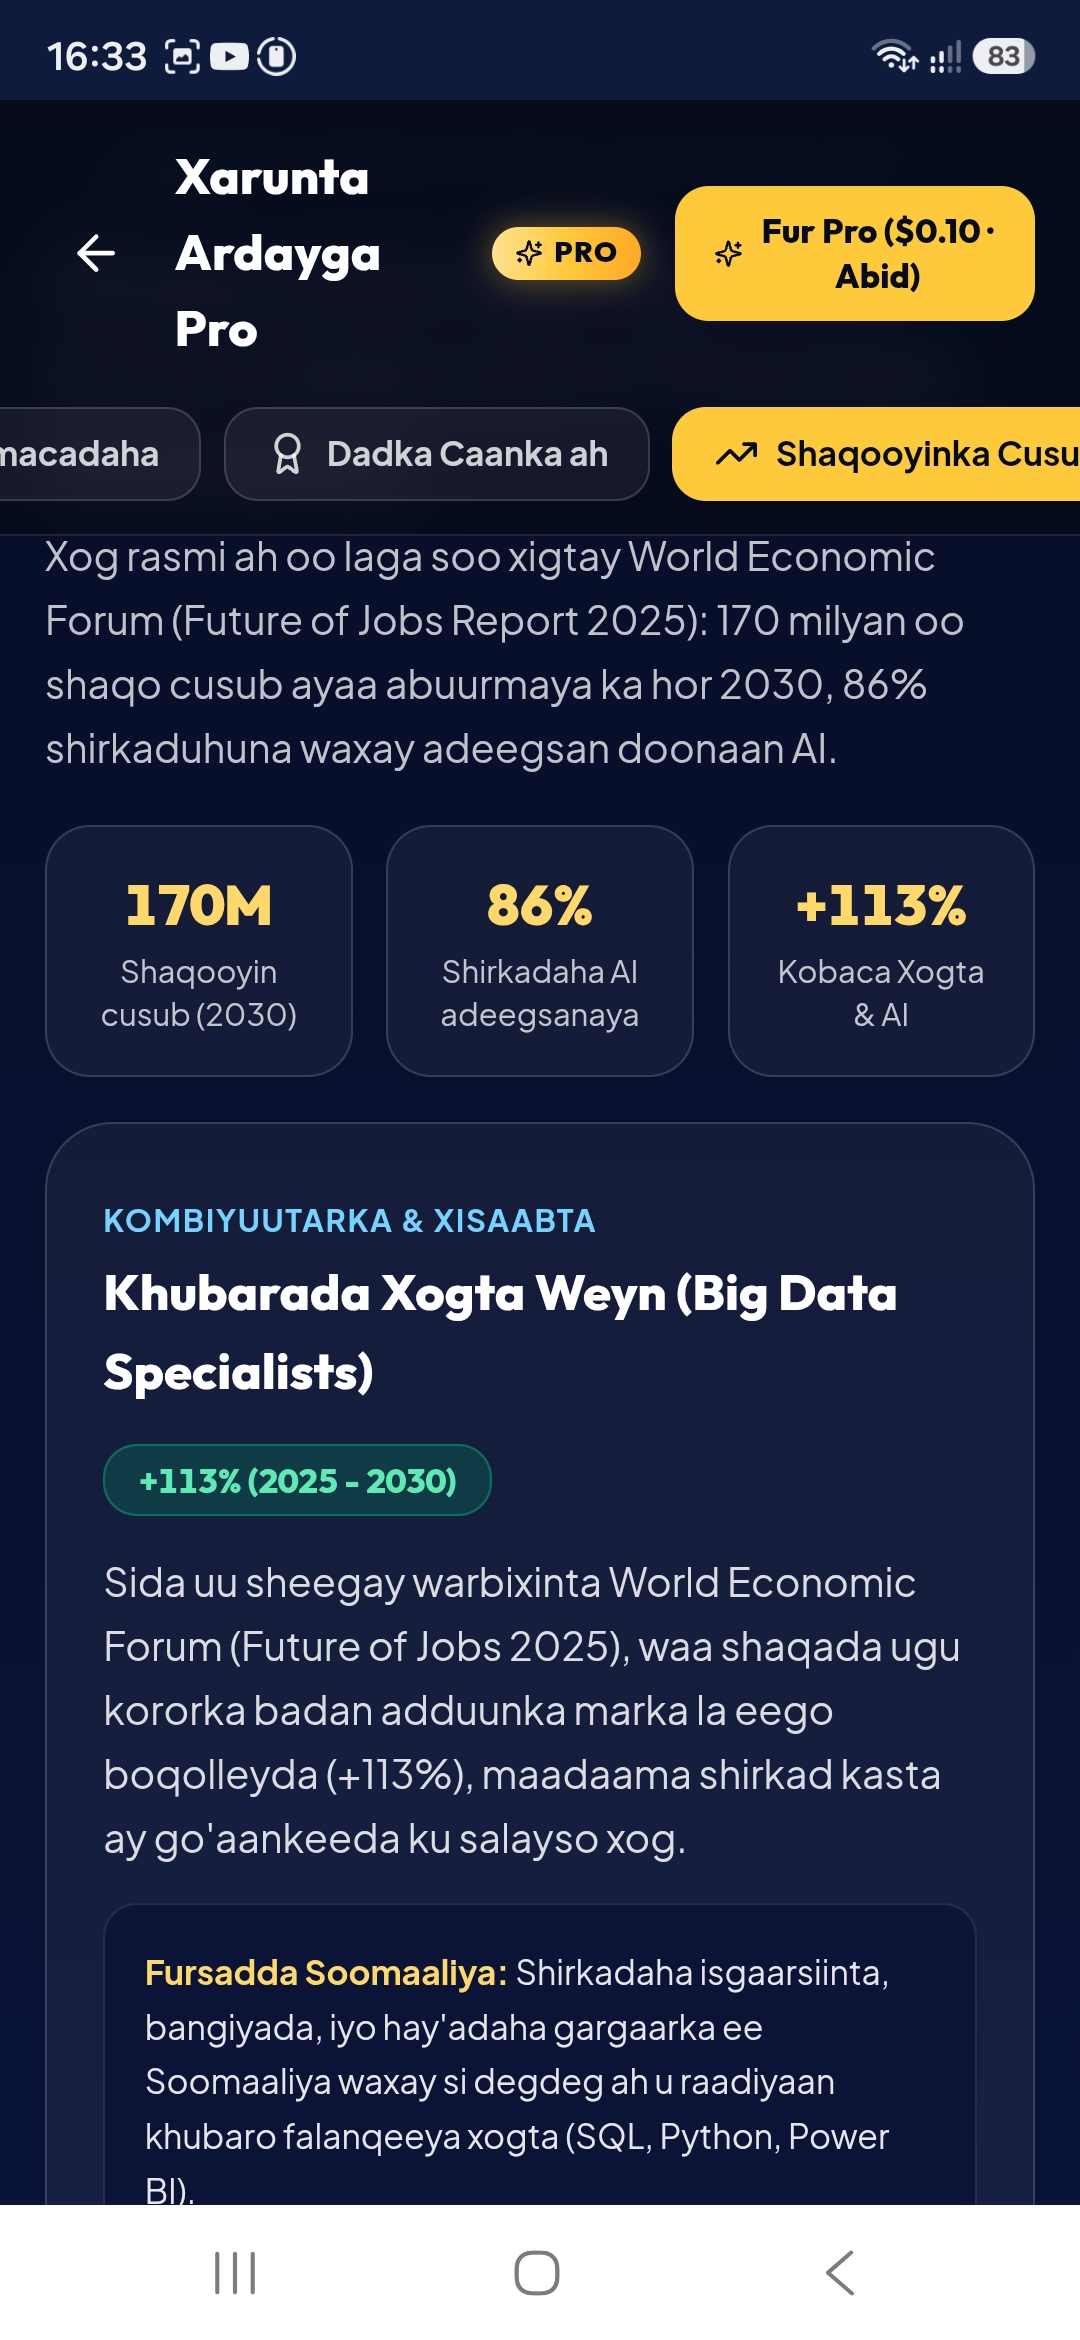 16:33
83
Xarunta
Ardayga
Pro
PRO
Fur Pro ($0.10 ·
Abid)
macadaha
Dadka Caanka ah
Shaqooyinka Cusu
Xog rasmi ah oo laga soo xigtay World Economic
Forum (Future of Jobs Report 2025): 170 milyan oo
shaqo cusub ayaa abuurmaya ka hor 2030, 86%
shirkaduhuna waxay adeegsan doonaan AI.
170M
Shaqooyin
cusub (2030)
86%
Shirkadaha AI
adeegsanaya
+113%
Kobaca Xogta
& AI
KOMBIYUUTARKA & XISAABTA
Khubarada Xogta Weyn (Big Data
Specialists)
+113% (2025 - 2030)
Sida uu sheegay warbixinta World Economic
Forum (Future of Jobs 2025), waa shaqada ugu
kororka badan adduunka marka la eego
boqolleyda (+113%), maadaama shirkad kasta
ay go'aankeeda ku salayso xog.
Fursadda Soomaaliya: Shirkadaha isgaarsiinta,
bangiyada, iyo hay'adaha gargaarka ee
Soomaaliya waxay si degdeg ah u raadiyaan
khubaro falanqeeya xogta (SQL, Python, Power
BI).